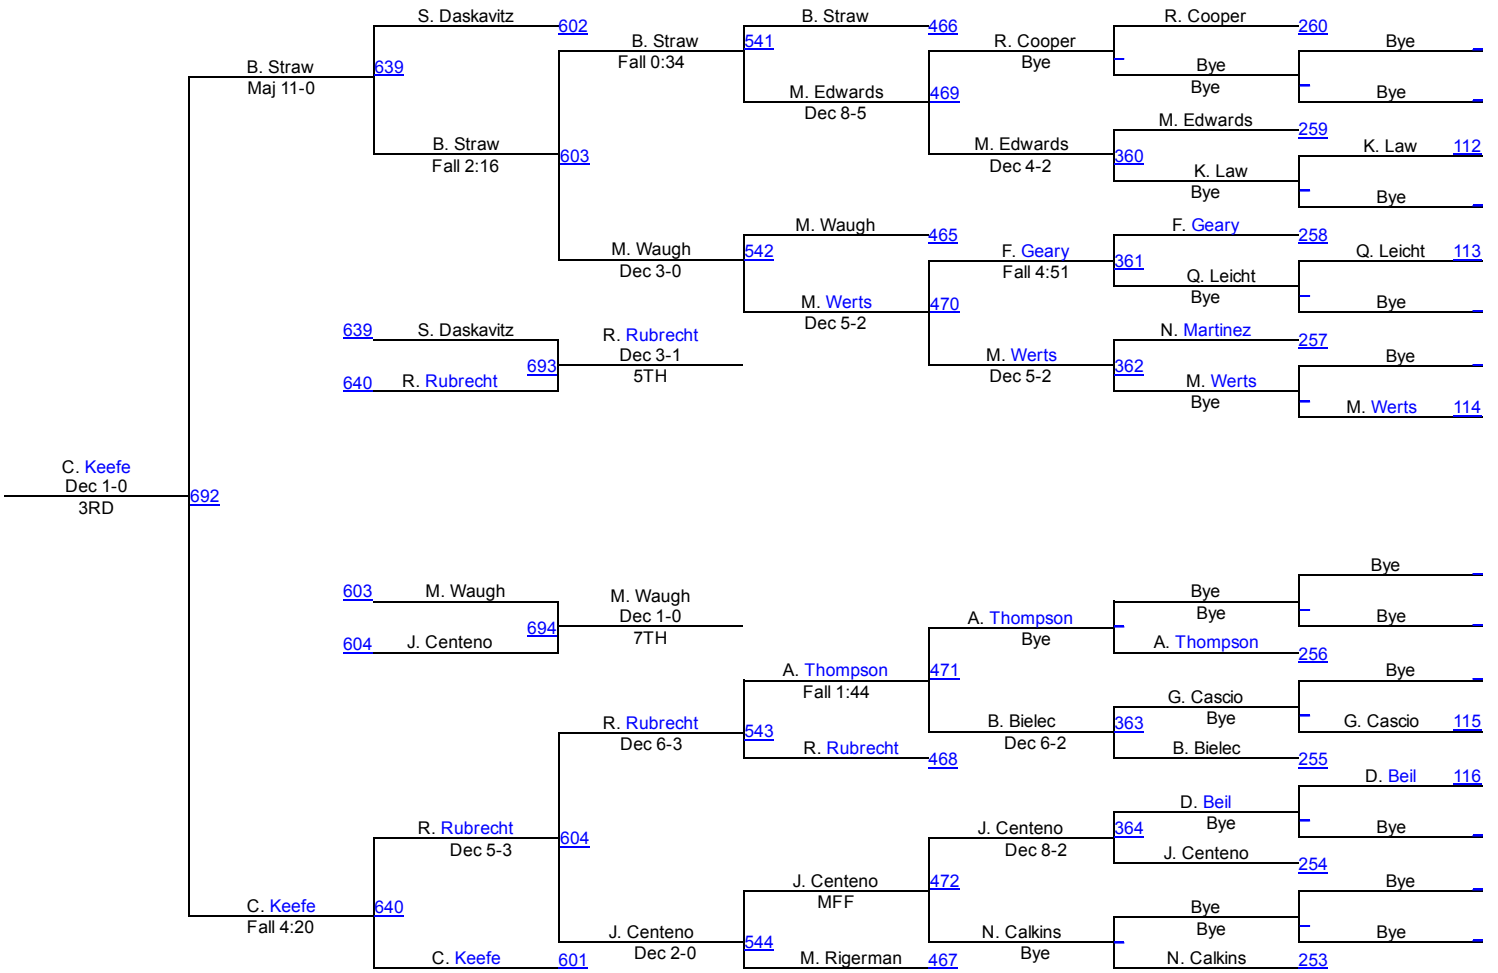 S. Daskavitz
602
B. Straw
466
R. Cooper
260
B. Straw
Fall 0:34
541
R. Cooper
Bye
Bye
B. Straw
Maj 11-0
639
Bye
Bye
M. Edwards
Dec 8-5
469
Bye
M. Edwards
259
B. Straw
Fall 2:16
603
M. Edwards
Dec 4-2
360
K. Law
112
K. Law
Bye
Bye
M. Waugh
465
F. Geary
258
M. Waugh
Dec 3-0
542
F. Geary
Fall 4:51
361
Q. Leicht
113
Q. Leicht
Bye
M. Werts
Dec 5-2
470
Bye
639
S. Daskavitz
R. Rubrecht
Dec 3-1
5TH
N. Martinez
257
693
M. Werts
Dec 5-2
362
Bye
640
R. Rubrecht
M. Werts
Bye
M. Werts
114
C. Keefe
Dec 1-0
3RD
692
Bye
603
M. Waugh
M. Waugh
Dec 1-0
7TH
Bye
Bye
694
A. Thompson
Bye
Bye
604
J. Centeno
A. Thompson
256
A. Thompson
Fall 1:44
471
Bye
G. Cascio
Bye
R. Rubrecht
Dec 6-3
543
B. Bielec
Dec 6-2
363
G. Cascio
115
R. Rubrecht
468
B. Bielec
255
D. Beil
116
D. Beil
Bye
R. Rubrecht
Dec 5-3
604
J. Centeno
Dec 8-2
364
Bye
J. Centeno
254
J. Centeno
MFF
472
Bye
C. Keefe
Fall 4:20
640
Bye
Bye
J. Centeno
Dec 2-0
544
N. Calkins
Bye
Bye
C. Keefe
601
M. Rigerman
467
N. Calkins
253